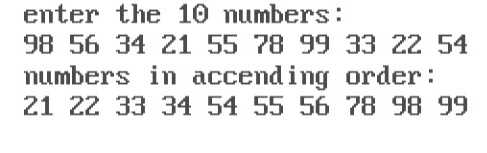 enter the 10 numbers:
98 56 34 21 55 78 99 33 22 54
numbers in accending order:
21 22 33 34 54 55 56 78 98 99